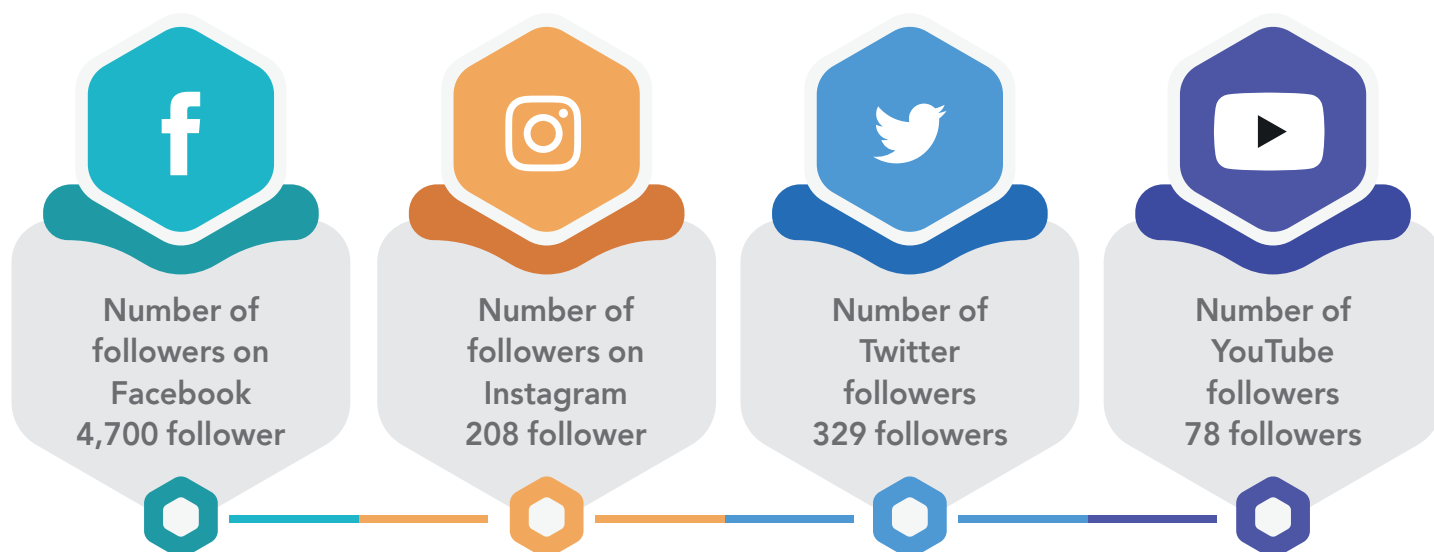 Number of
followers on
Facebook
4,700 follower
Number of
followers on
Instagram
208 follower
Number of
Twitter
followers
329 followers
Number of
YouTube
followers
78 followers